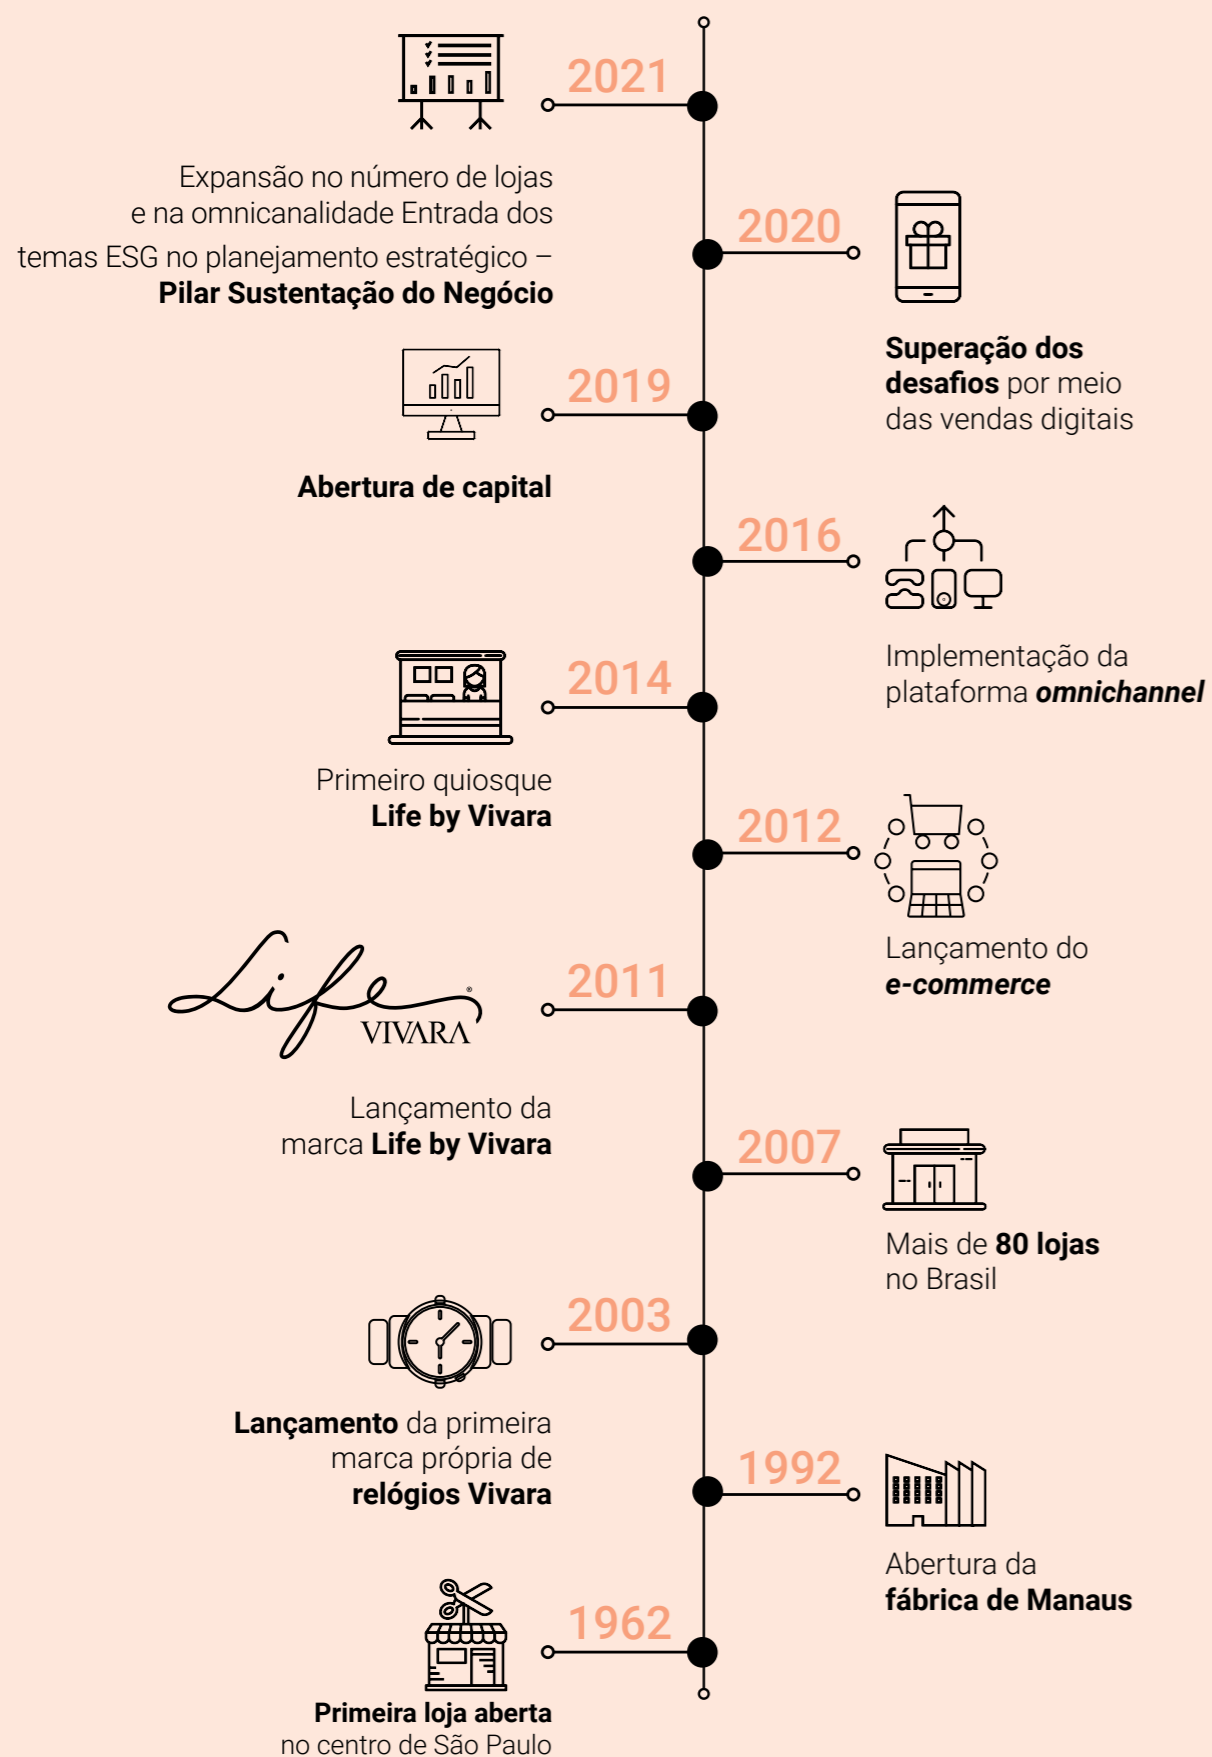 2021
Expansão no número de lojas
e na omnicanalidade Entrada dos
temas ESG no planejamento estratégico –
Pilar Sustentação do Negócio
2020
Superação dos
desafios por meio
das vendas digitais
2019
Abertura de capital
2016
Implementação da
plataforma omnichannel
2014
Primeiro quiosque
Life by Vivara
2012
Lançamento do
e-commerce
2011
Life
VIVARA
®
Lançamento da
marca Life by Vivara
2007
Mais de 80 lojas
no Brasil
2003
Lançamento da primeira
marca própria de
relógios Vivara
1992
Abertura da
fábrica de Manaus
1962
Primeira loja aberta
no centro de São Paulo